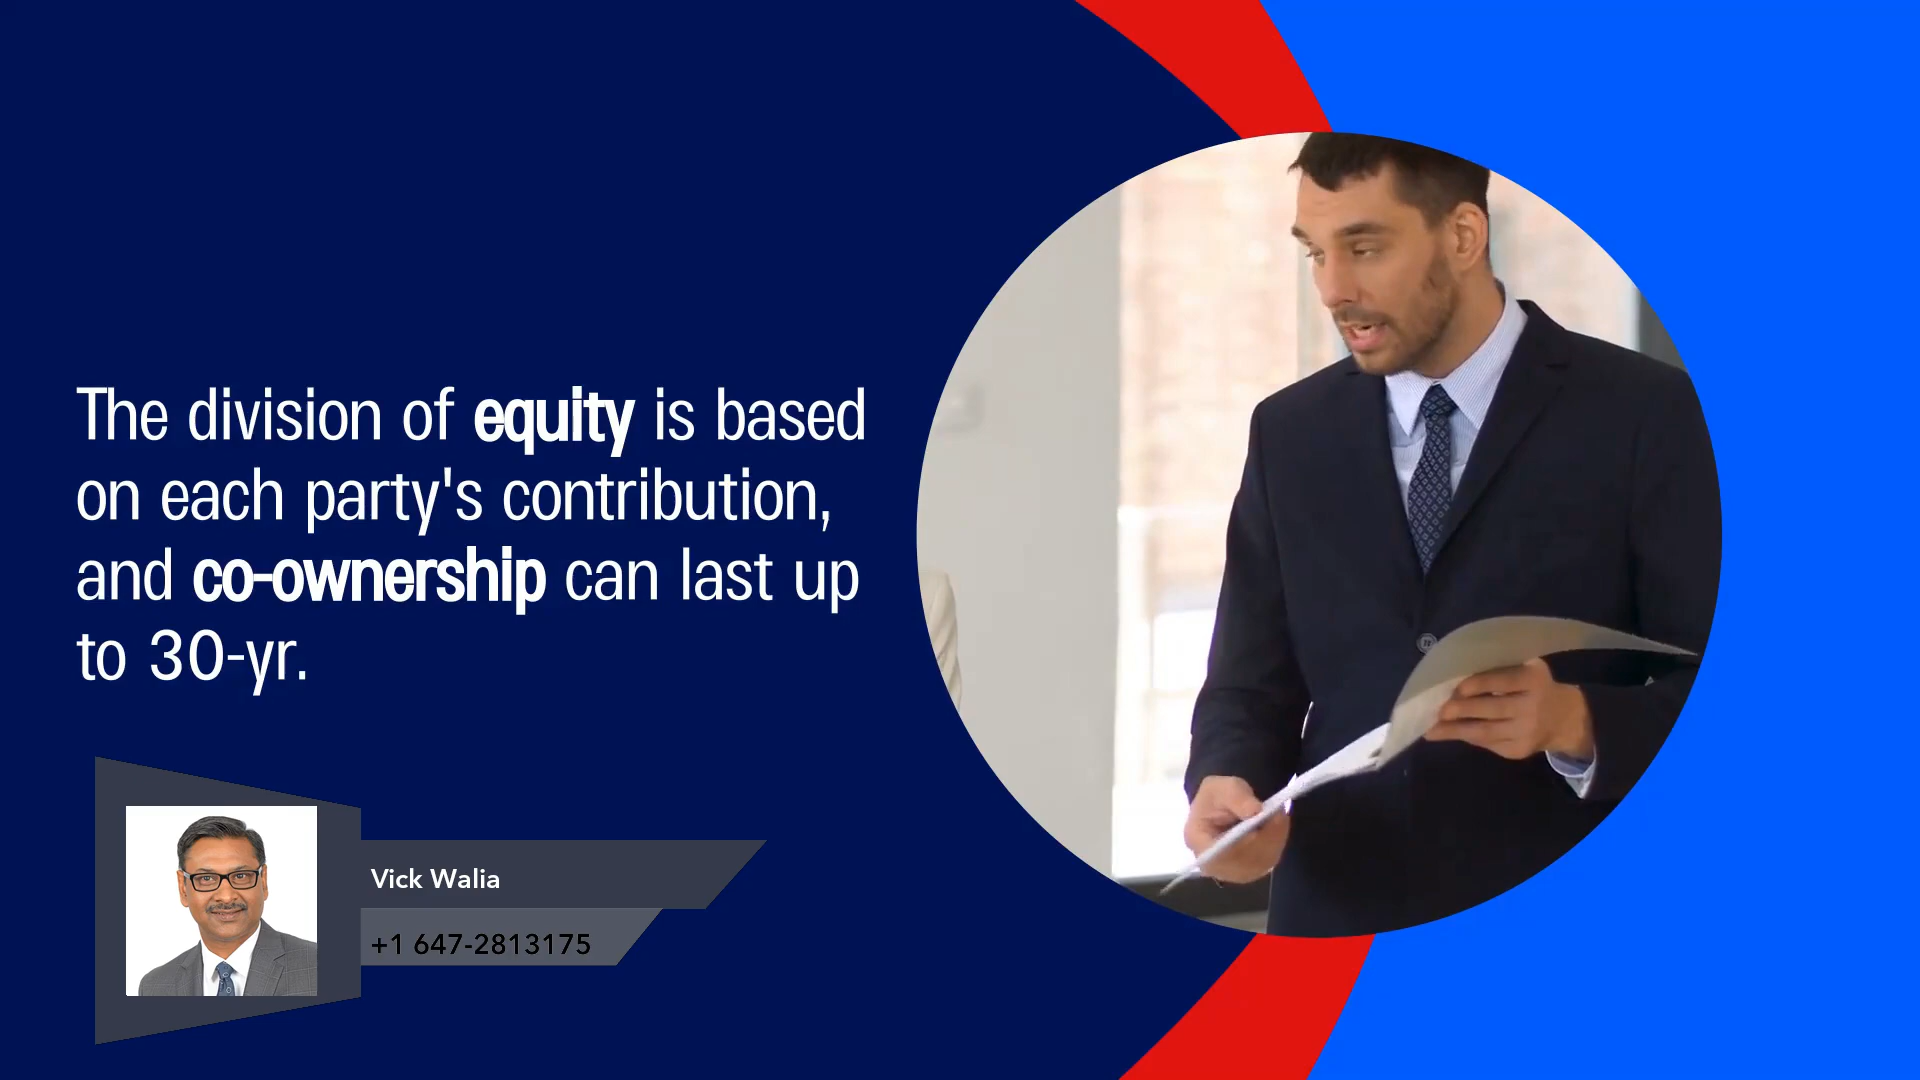 The division of equity is based
on each party's contribution,
and co-ownership can last up
to 30-yr.
Vick Walia
+1 647-2813175